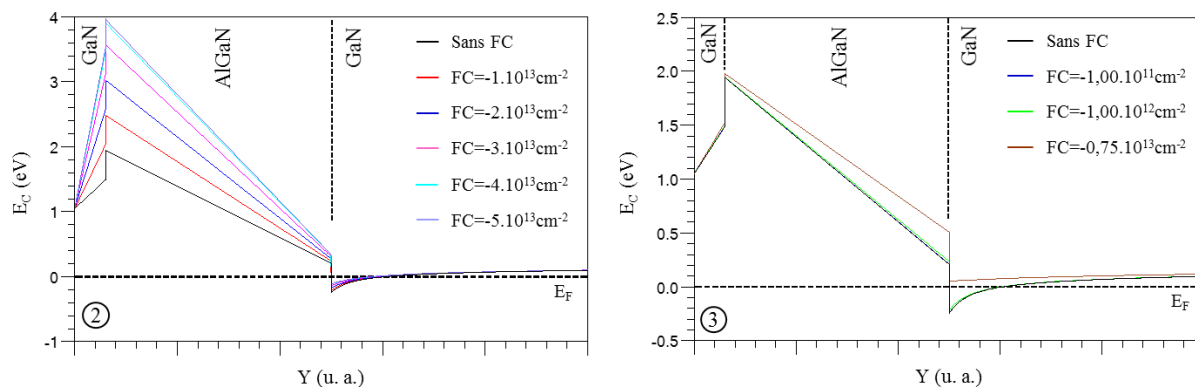 4
3
2
1
0
-1
E_C (eV)
GaN
AlGaN
GaN
Sans FC
FC=-1.10¹³cm⁻²
FC=-2.10¹³cm⁻²
FC=-3.10¹³cm⁻²
FC=-4.10¹³cm⁻²
FC=-5.10¹³cm⁻²
E_F
2
Y (u. a.)
2.5
2.0
1.5
1.0
0.5
0.0
-0.5
E_C (eV)
GaN
AlGaN
GaN
Sans FC
FC=-1,00.10¹¹cm⁻²
FC=-1,00.10¹²cm⁻²
FC=-0,75.10¹³cm⁻²
E_F
3
Y (u. a.)